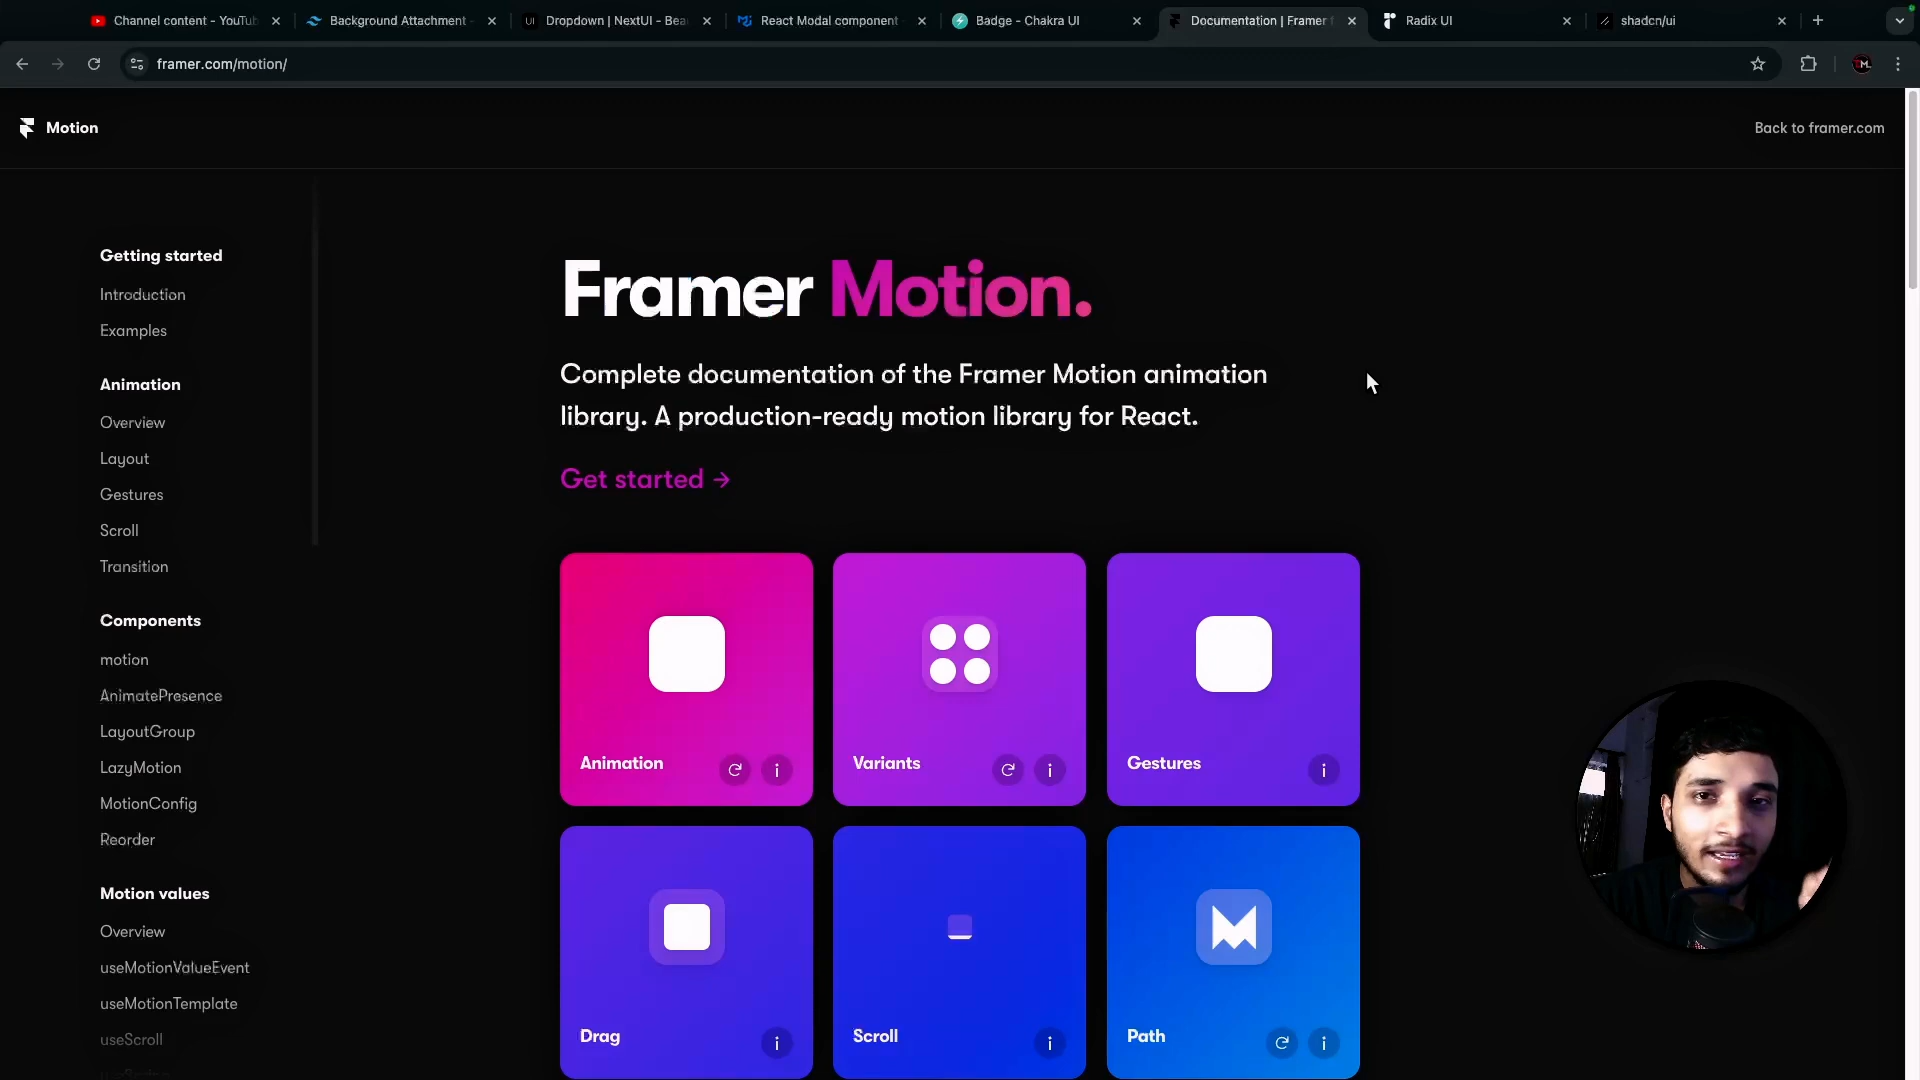 Channel content - YouTub
Background Attachment -
Dropdown | NextUI - Bea
React Modal component
Badge - Chakra UI
Documentation | Framer
Radix UI
shadcn/ui
framer.com/motion/
Motion
Back to framer.com
Getting started
Introduction
Examples
Animation
Overview
Layout
Gestures
Scroll
Transition
Components
motion
AnimatePresence
LayoutGroup
LazyMotion
MotionConfig
Reorder
Motion values
Overview
useMotionValueEvent
useMotionTemplate
useScroll
Framer Motion.
Complete documentation of the Framer Motion animation
library. A production-ready motion library for React.
Get started →
Animation
Variants
Gestures
Drag
Scroll
Path